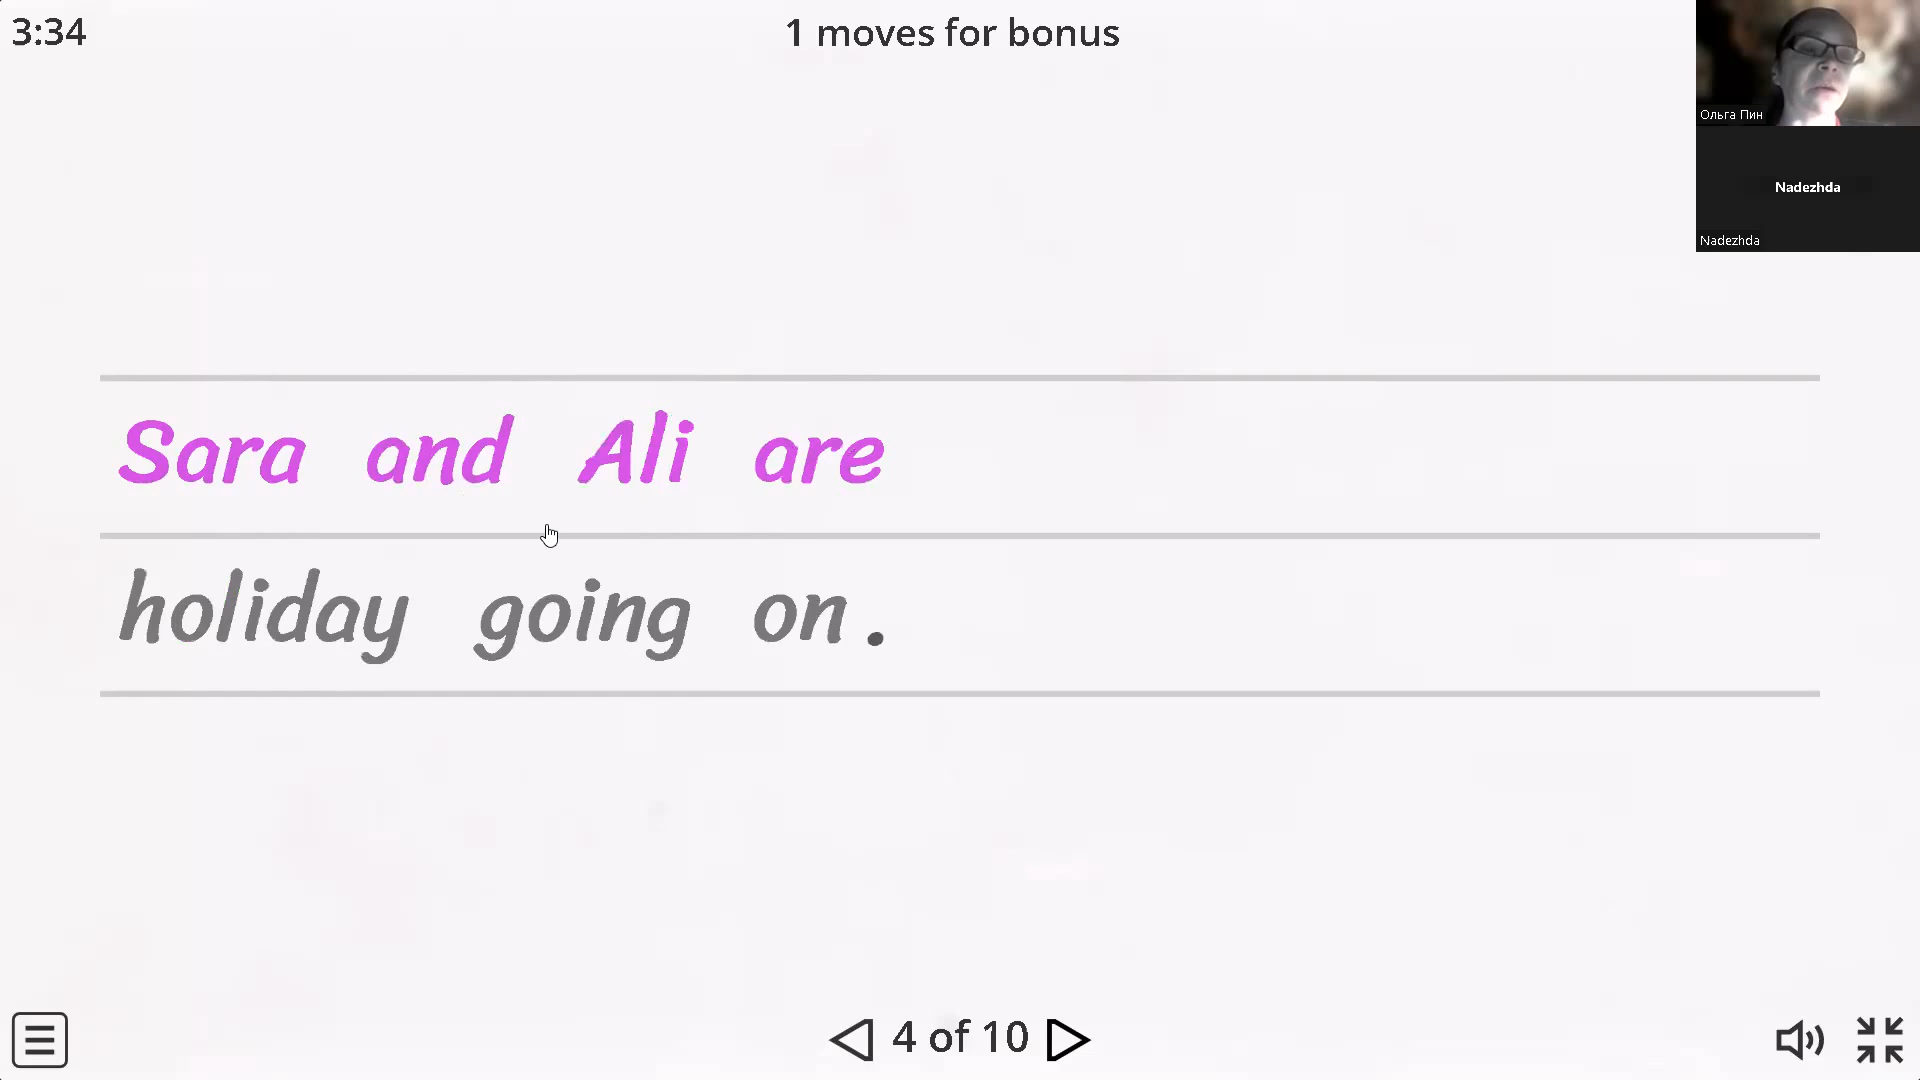 3:34
1 moves for bonus
Ольга Пин
Nadezhda
Nadezhda
Sara and Ali are
holiday going on.
4 of 10